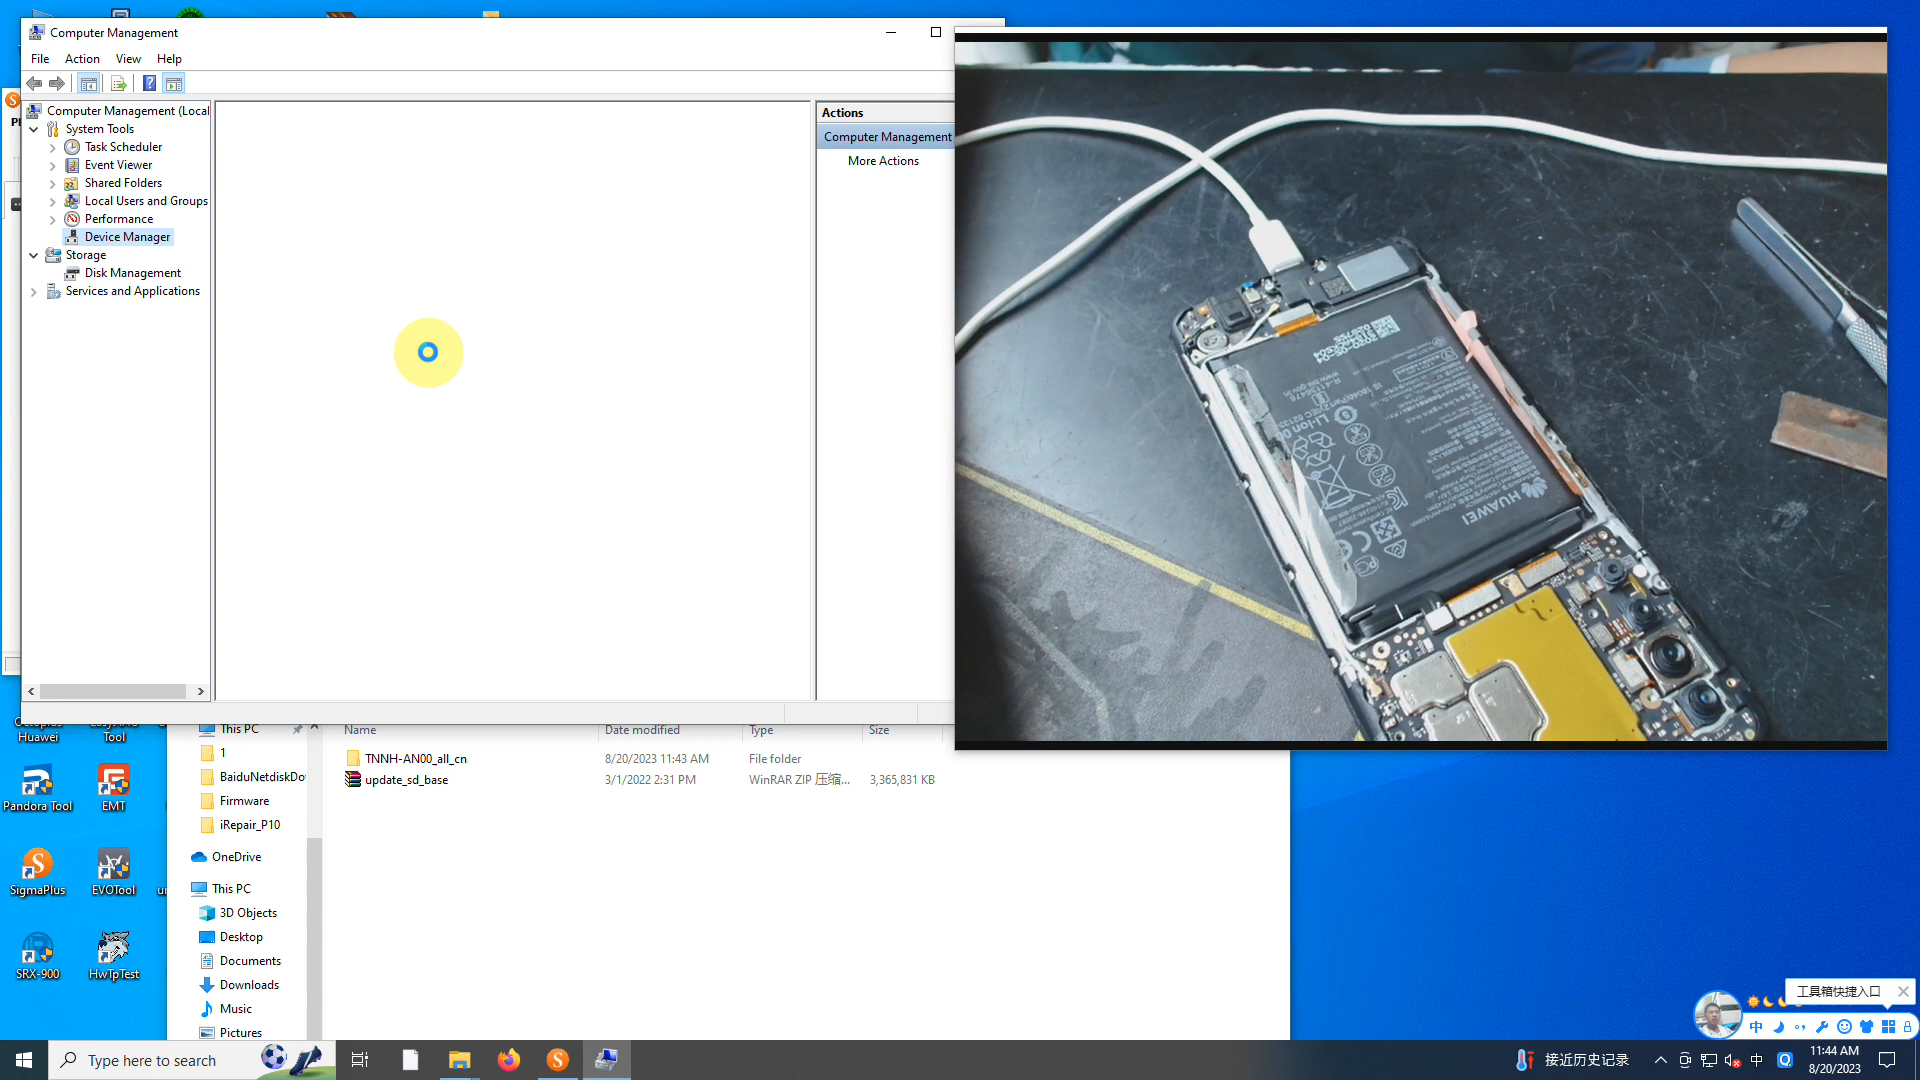 Computer Management
File Action View Help
Computer Management (Local
System Tools
Task Scheduler
Event Viewer
Shared Folders
Local Users and Groups
Performance
Device Manager
Storage
Disk Management
Services and Applications
Actions
Computer Management
More Actions
HUAWEI
Huawei
Tool
Pandora Tool
EMT
SigmaPlus
EVOTool
SRX-900
HwTpTest
This PC
1
BaiduNetdiskDo
Firmware
iRepair_P10
OneDrive
This PC
3D Objects
Desktop
Documents
Downloads
Music
Pictures
Name Date modified Type Size
TNNH-AN00_all_cn 8/20/2023 11:43 AM File folder
update_sd_base 3/1/2022 2:31 PM WinRAR ZIP 压缩... 3,365,831 KB
工具箱快捷入口
中
Type here to search
接近历史记录
中
11:44 AM
8/20/2023